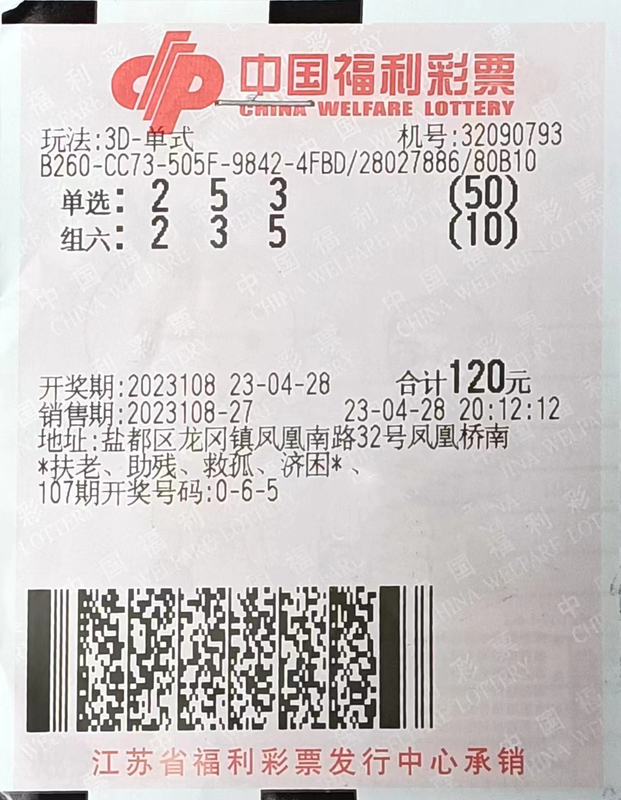 中国福利彩票
CHINA WELFARE LOTTERY
玩法:3D-单式 机号:32090793
B260-CC73-505F-9842-4FBD/28027886/80B10
单选: 2 5 3 (50)
组六: 2 3 5 (10)
开奖期:2023108 23-04-28 合计120元
销售期:2023108-27 23-04-28 20:12:12
地址:盐都区龙冈镇凤凰南路32号凤凰桥南
*扶老、助残、救孤、济困*、
107期开奖号码:0-6-5
江苏省福利彩票发行中心承销